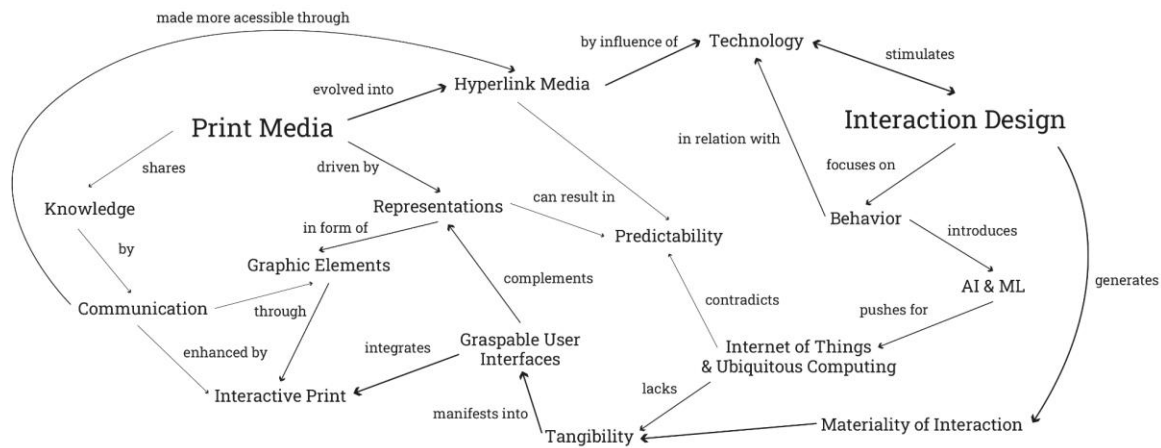 made more acessible through
by influence of
Technology
stimulates
Hyperlink Media
evolved into
Print Media
Interaction Design
in relation with
shares
driven by
focuses on
can result in
Knowledge
Representations
Behavior
in form of
Predictability
introduces
by
Graphic Elements
complements
AI & ML
generates
contradicts
Communication
through
pushes for
Graspable User
Interfaces
Internet of Things
& Ubiquitous Computing
enhanced by
integrates
lacks
Interactive Print
manifests into
Tangibility
Materiality of Interaction